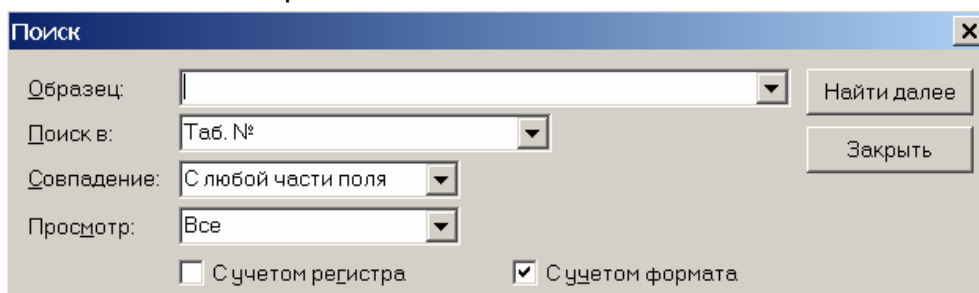 Поиск
Образец: Найти далее
Поиск в: Таб. № Закрыть
Совпадение: С любой части поля
Просмотр: Все
С учетом регистра С учетом формата